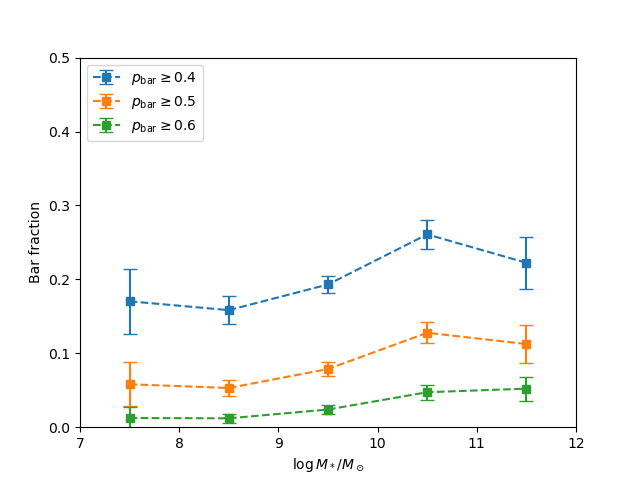 0.5
0.4
0.3
0.2
0.1
0.0
Bar fraction
p_bar ≥ 0.4
p_bar ≥ 0.5
p_bar ≥ 0.6
7 8 9 10 11 12
log M_*/M_⊙